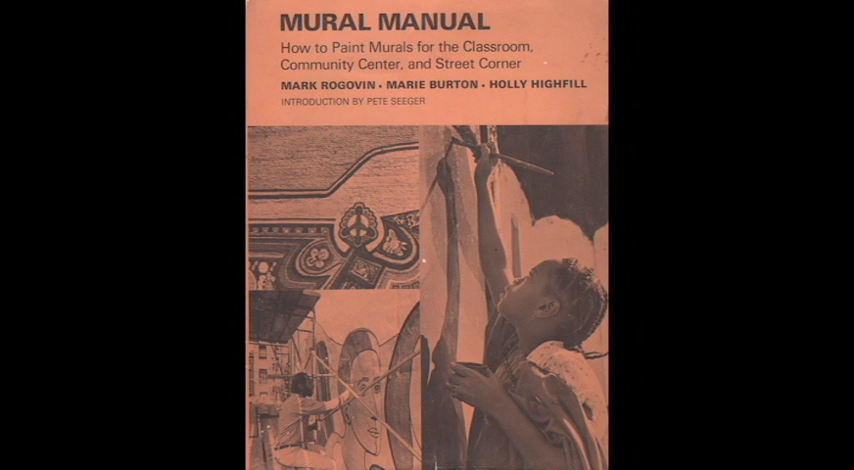 MURAL MANUAL
How to Paint Murals for the Classroom,
Community Center, and Street Corner
MARK ROGOVIN • MARIE BURTON • HOLLY HIGHFILL
INTRODUCTION BY PETE SEEGER